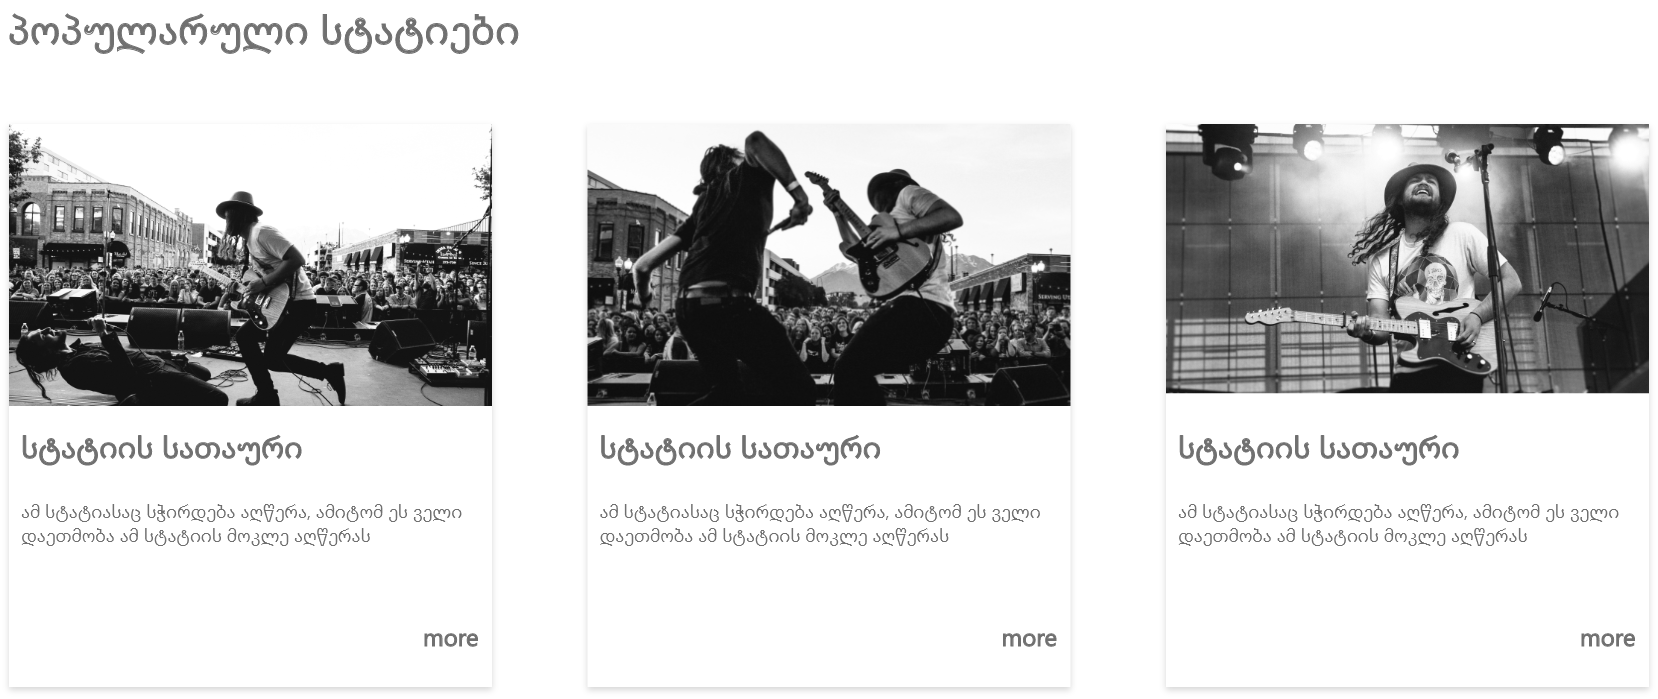 პოპულარული სტატიები
სტატიის სათაური
ამ სტატიასაც სჭირდება აღწერა, ამიტომ ეს ველი
დაეთმობა ამ სტატიის მოკლე აღწერას
more
სტატიის სათაური
ამ სტატიასაც სჭირდება აღწერა, ამიტომ ეს ველი
დაეთმობა ამ სტატიის მოკლე აღწერას
more
სტატიის სათაური
ამ სტატიასაც სჭირდება აღწერა, ამიტომ ეს ველი
დაეთმობა ამ სტატიის მოკლე აღწერას
more